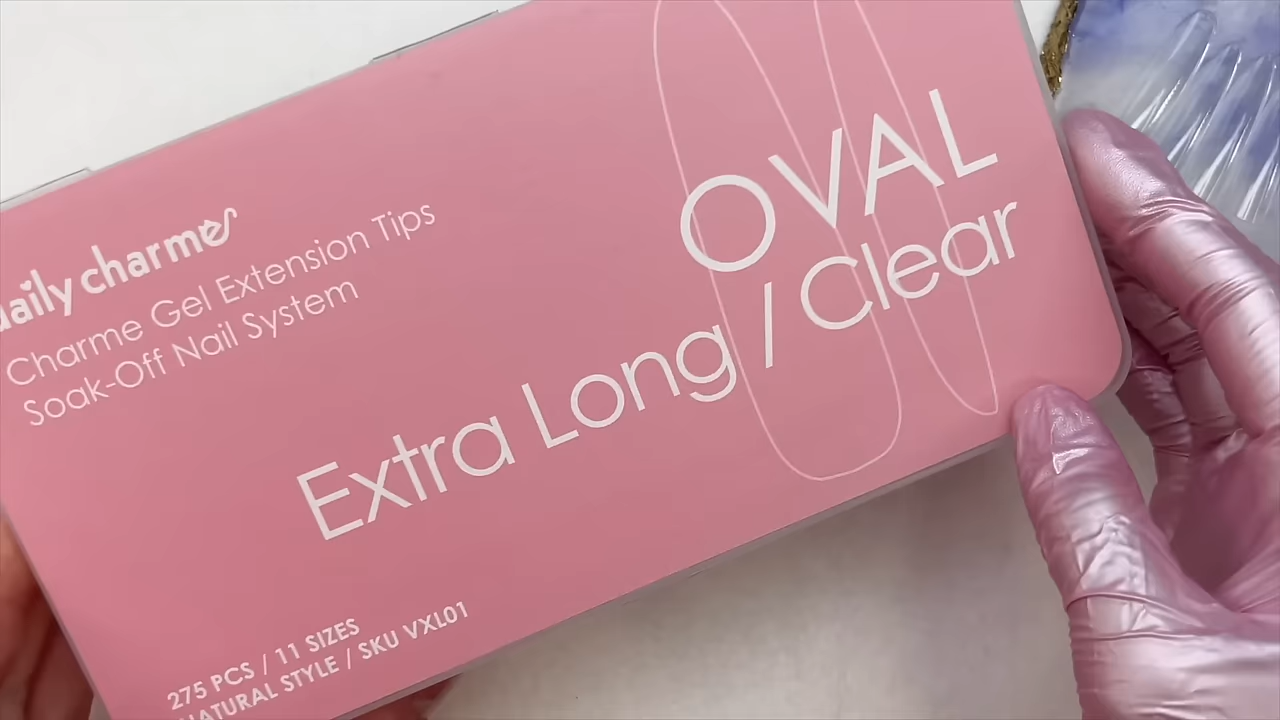 daily charme
Charme Gel Extension Tips
Soak-Off Nail System
OVAL
Extra Long / Clear
275 PCS / 11 SIZES
NATURAL STYLE / SKU VXL01